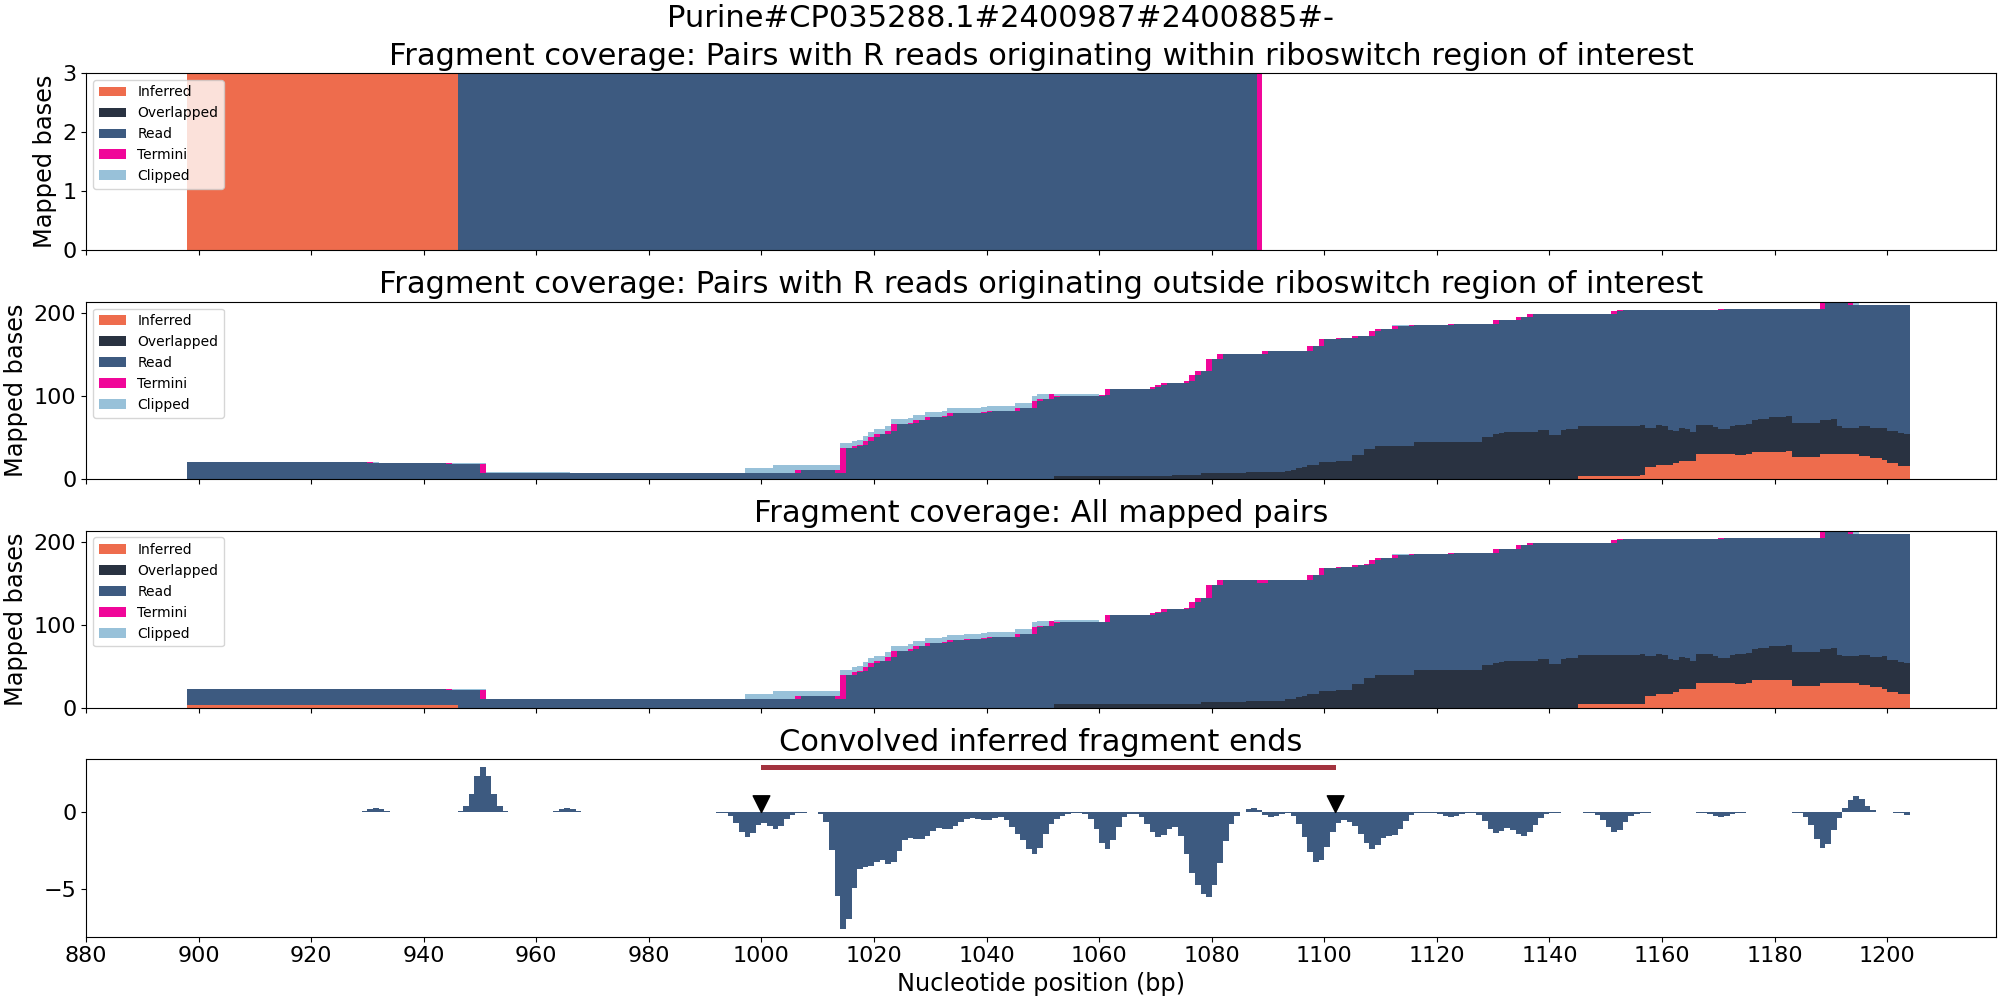 Purine#CP035288.1#2400987#2400885#-
Fragment coverage: Pairs with R reads originating within riboswitch region of interest
Mapped bases
3
2
1
0
Inferred
Overlapped
Read
Termini
Clipped
Fragment coverage: Pairs with R reads originating outside riboswitch region of interest
Mapped bases
200
100
0
Inferred
Overlapped
Read
Termini
Clipped
Fragment coverage: All mapped pairs
Mapped bases
200
100
0
Inferred
Overlapped
Read
Termini
Clipped
Convolved inferred fragment ends
0
−5
880 900 920 940 960 980 1000 1020 1040 1060 1080 1100 1120 1140 1160 1180 1200
Nucleotide position (bp)